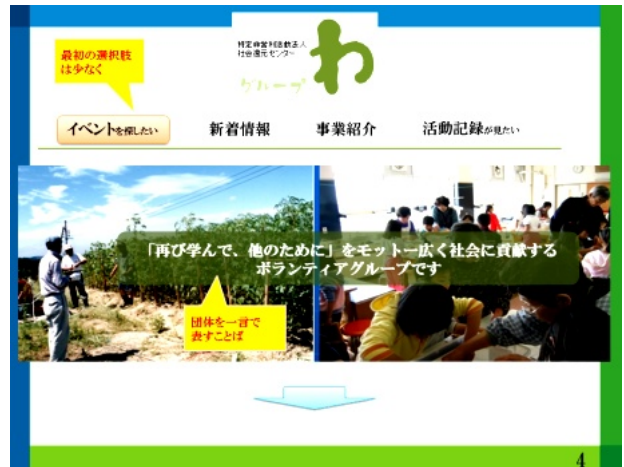 最初の選択肢
は少なく
特定非営利活動法人
社会還元センター
グループ
わ
イベントを探したい
新着情報
事業紹介
活動記録が見たい
「再び学んで、他のために」をモットー広く社会に貢献する
ボランティアグループです
団体を一言で
表すことば
4